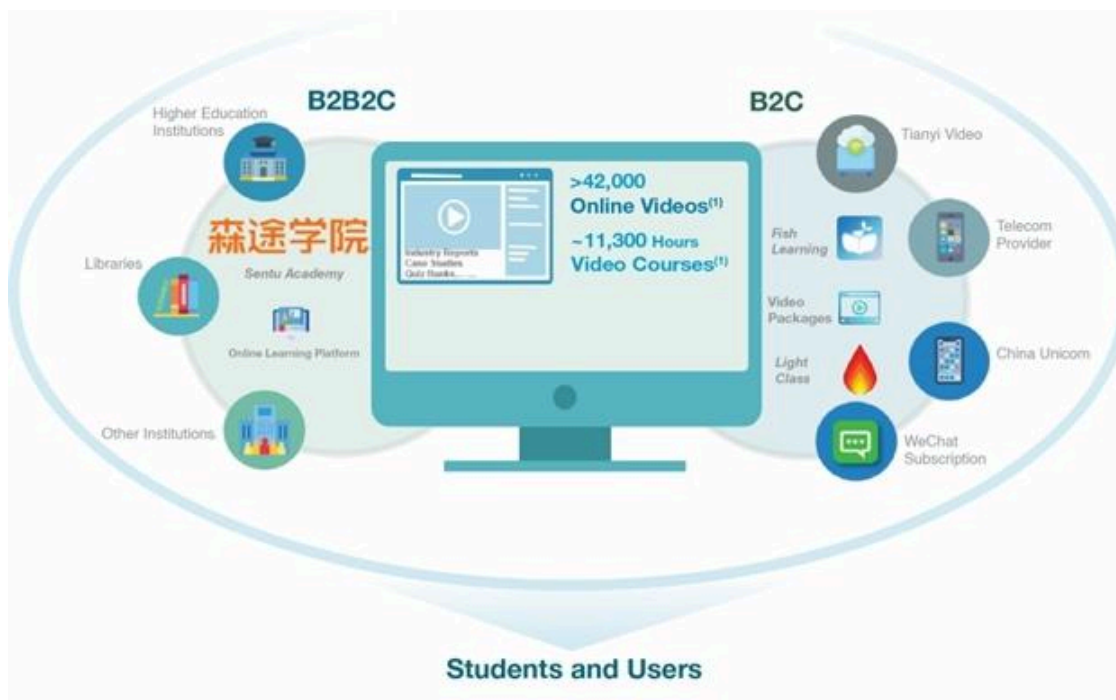 B2B2C
Higher Education
Institutions
森途学院
Sentu Academy
Libraries
Online Learning Platform
Other Institutions
Industry Reports
Case Studies
Quiz Banks......
>42,000
Online Videos(1)
~11,300 Hours
Video Courses(1)
B2C
Tianyi Video
Fish
Learning
Telecom
Provider
Video
Packages
China Unicom
Light
Class
WeChat
Subscription
Students and Users